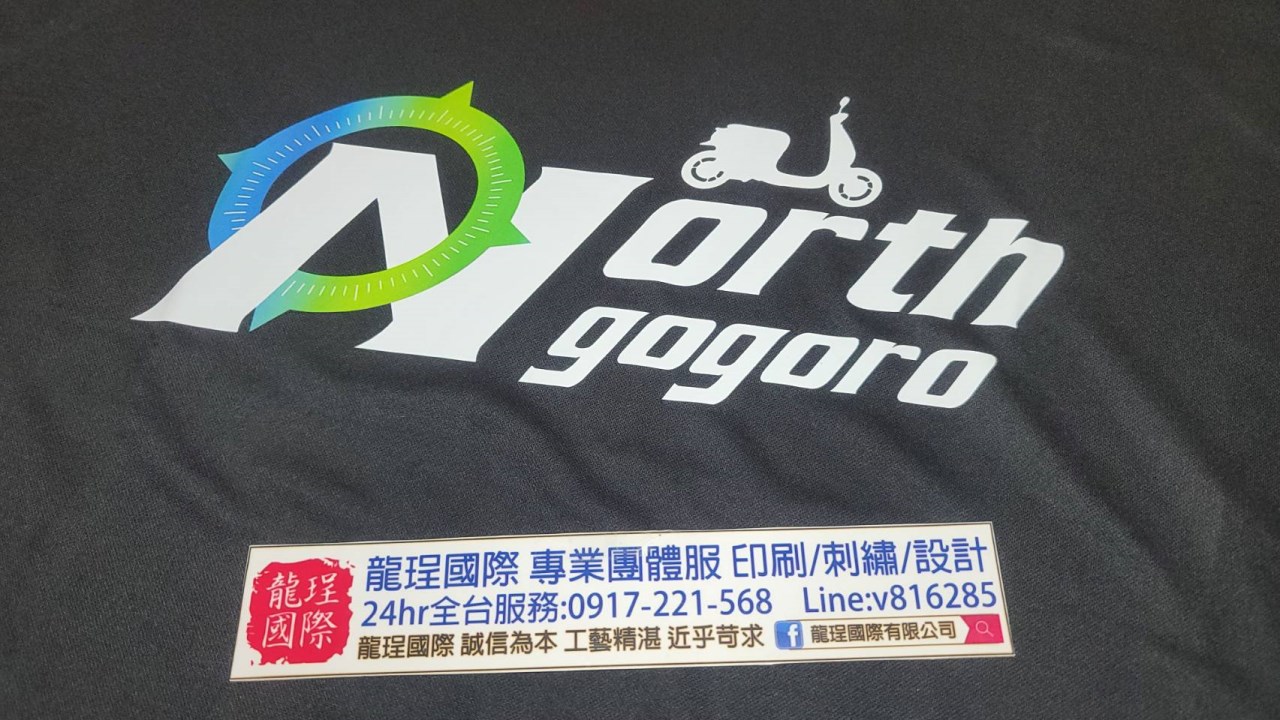 North
gogoro
龍珵國際
龍珵國際 專業團體服 印刷/刺繡/設計
24hr全台服務:0917-221-568 Line:v816285
龍珵國際 誠信為本 工藝精湛 近乎苛求 f 龍珵國際有限公司